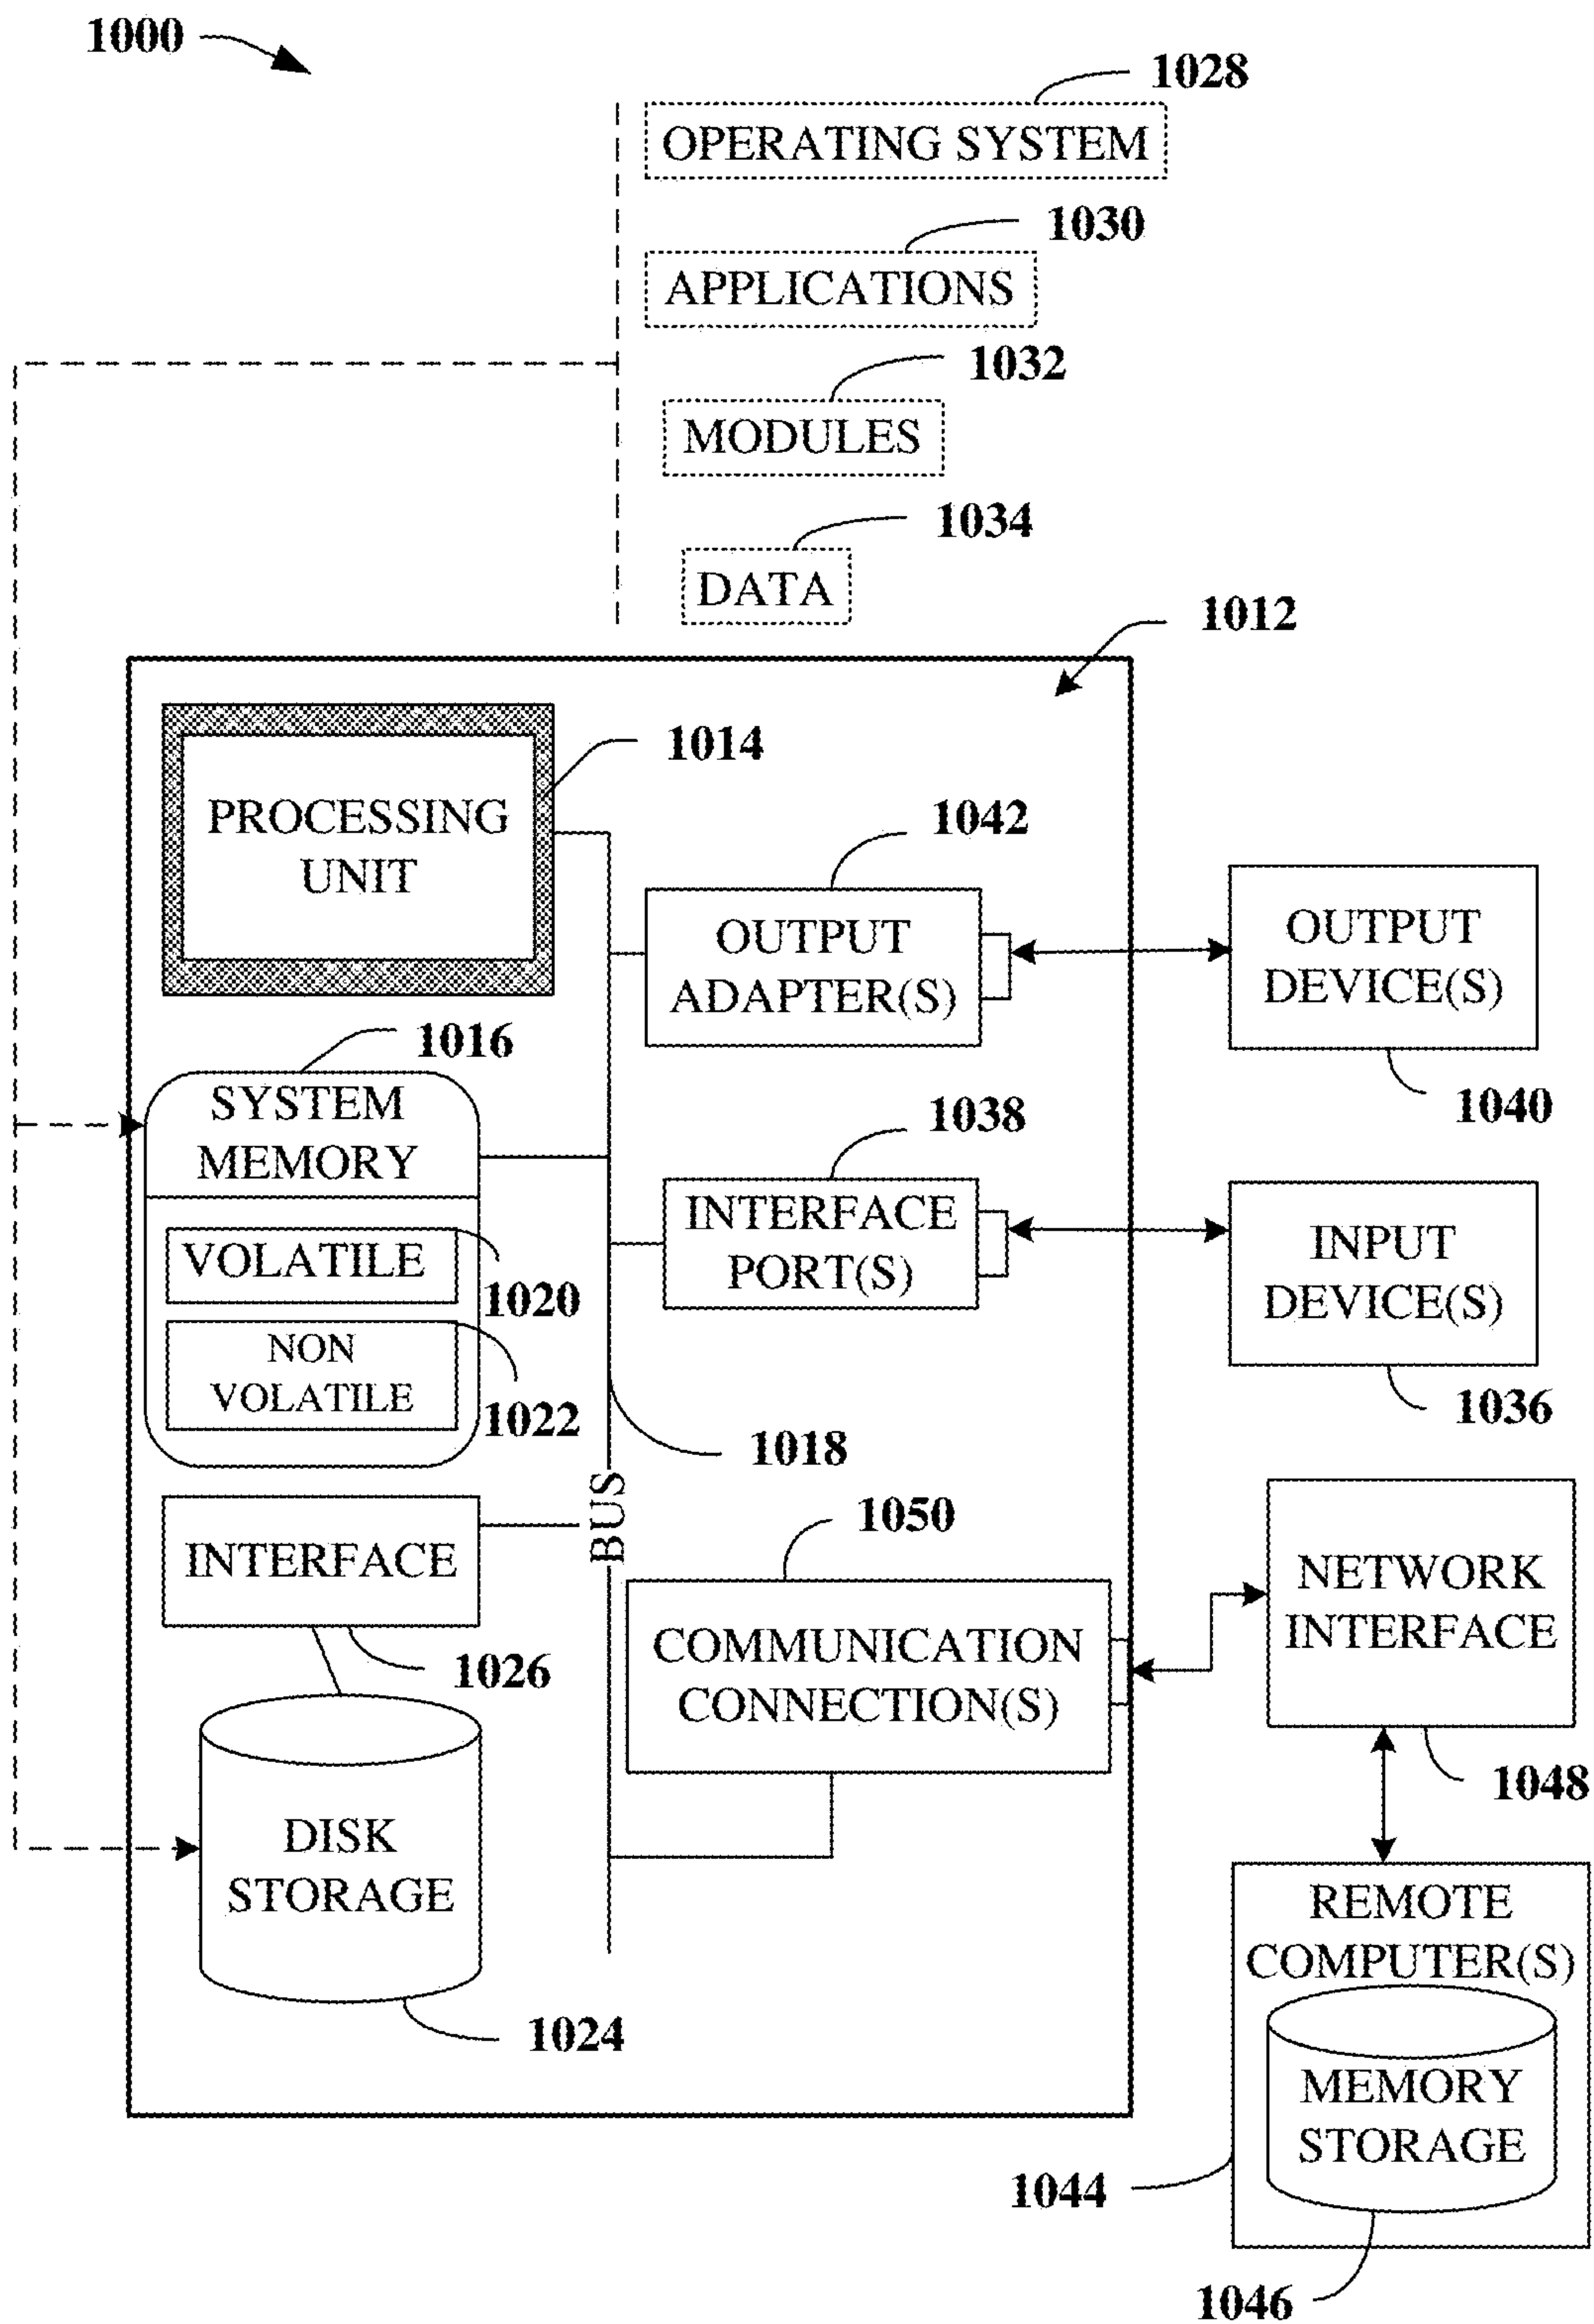 1000
1028
OPERATING SYSTEM
1030
APPLICATIONS
1032
MODULES
1034
DATA
1012
PROCESSING
UNIT
1014
1042
OUTPUT
ADAPTER(S)
OUTPUT
DEVICE(S)
1040
1016
SYSTEM
MEMORY
VOLATILE
1020
NON
VOLATILE
1022
1038
INTERFACE
PORT(S)
INPUT
DEVICE(S)
1036
1018
BUS
INTERFACE
1026
1050
COMMUNICATION
CONNECTION(S)
NETWORK
INTERFACE
1048
DISK
STORAGE
1024
REMOTE
COMPUTER(S)
MEMORY
STORAGE
1044
1046